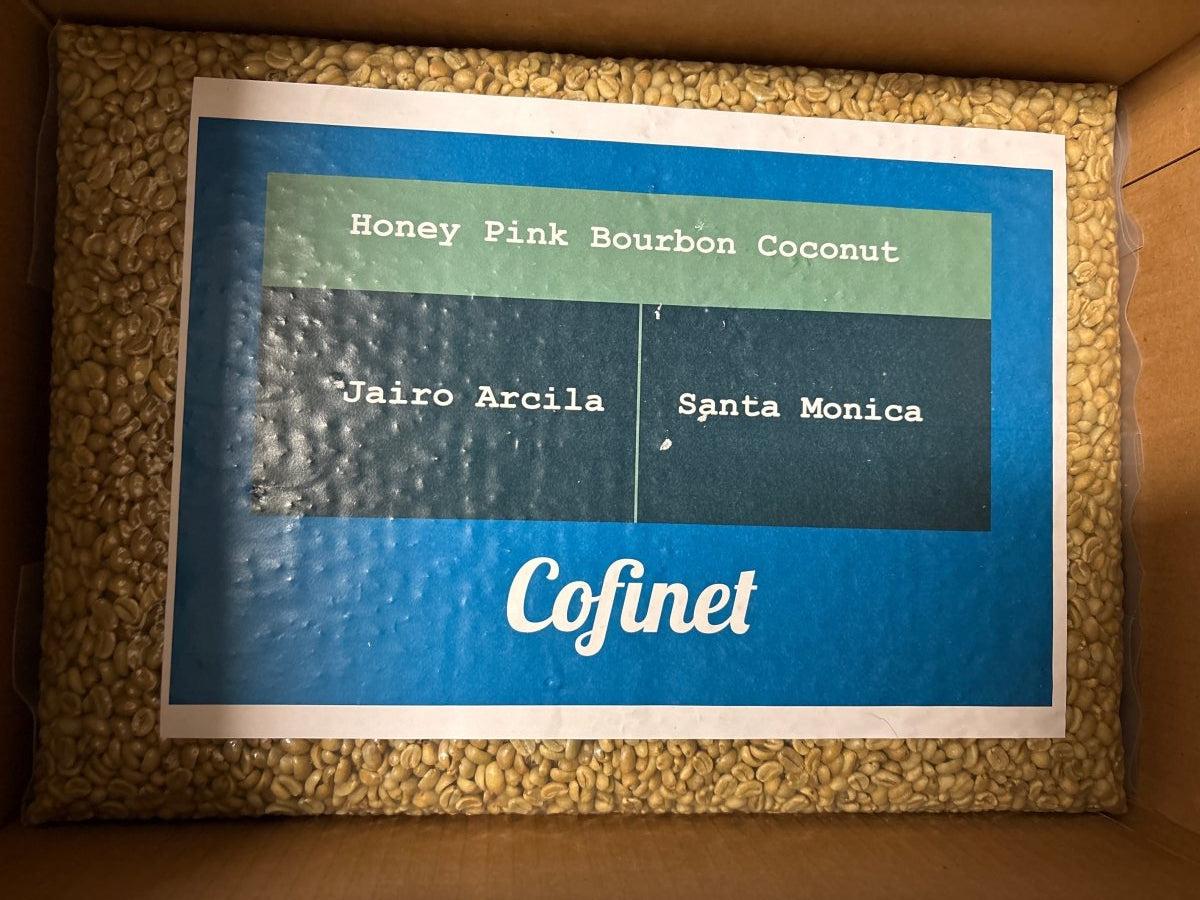 Honey Pink Bourbon Coconut
Jairo Arcila
Santa Monica
Cofinet